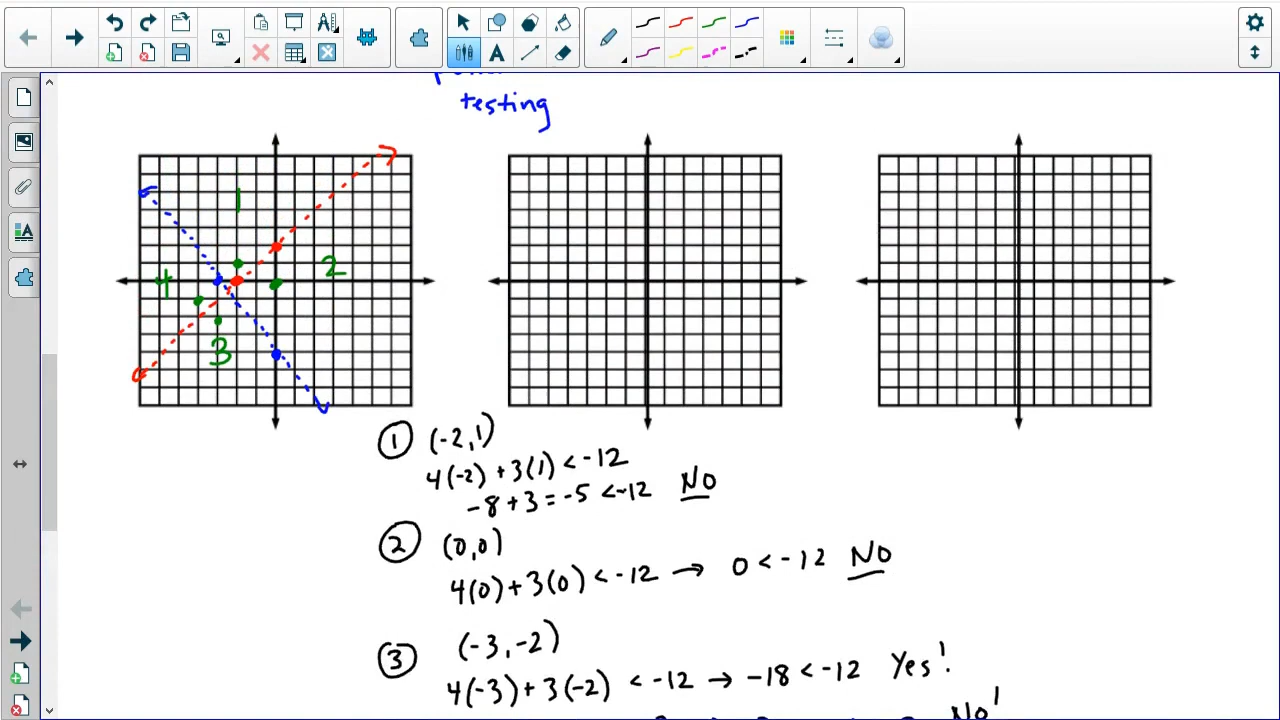 testing
1
2
4
3
① (-2,1)
4(-2) +3(1) < -12
-8 +3 = -5 < -12 No
② (0,0)
4(0) + 3(0) < -12 → 0 < -12 No
③ (-3,-2)
4(-3) + 3(-2) < -12 → -18 < -12 Yes!
No!